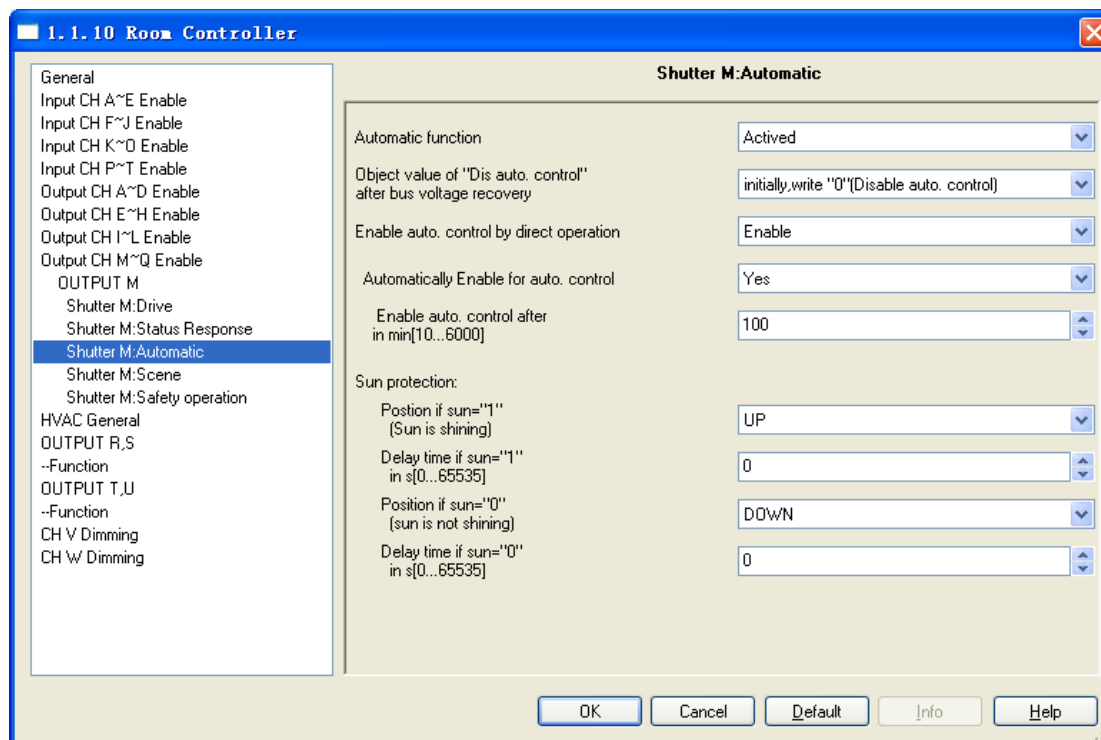 1.1.10 Room Controller
General
Input CH A~E Enable
Input CH F~J Enable
Input CH K~O Enable
Input CH P~T Enable
Output CH A~D Enable
Output CH E~H Enable
Output CH I~L Enable
Output CH M~Q Enable
OUTPUT M
Shutter M:Drive
Shutter M:Status Response
Shutter M:Automatic
Shutter M:Scene
Shutter M:Safety operation
HVAC General
OUTPUT R,S
--Function
OUTPUT T,U
--Function
CH V Dimming
CH W Dimming
Shutter M:Automatic
Automatic function
Actived
Object value of "Dis auto. control"
after bus voltage recovery
initially,write "0"(Disable auto. control)
Enable auto. control by direct operation
Enable
Automatically Enable for auto. control
Yes
Enable auto. control after
in min[10...6000]
100
Sun protection:
Postion if sun="1"
(Sun is shining)
UP
Delay time if sun="1"
in s[0...65535]
0
Position if sun="0"
(sun is not shining)
DOWN
Delay time if sun="0"
in s[0...65535]
0
OK
Cancel
Default
Info
Help